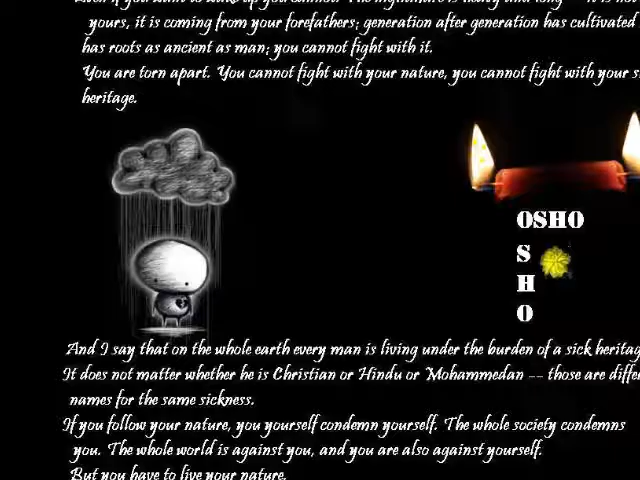 yours, it is coming from your forefathers; generation after generation has cultivated
has roots as ancient as man; you cannot fight with it.
You are torn apart. You cannot fight with your nature, you cannot fight with your s
heritage.
OSHO
S
H
O
And I say that on the whole earth every man is living under the burden of a sick heritag
It does not matter whether he is Christian or Hindu or Mohammedan -- those are differe
names for the same sickness.
If you follow your nature, you yourself condemn yourself. The whole society condemns
you. The whole world is against you, and you are also against yourself.
But you have to live your nature.